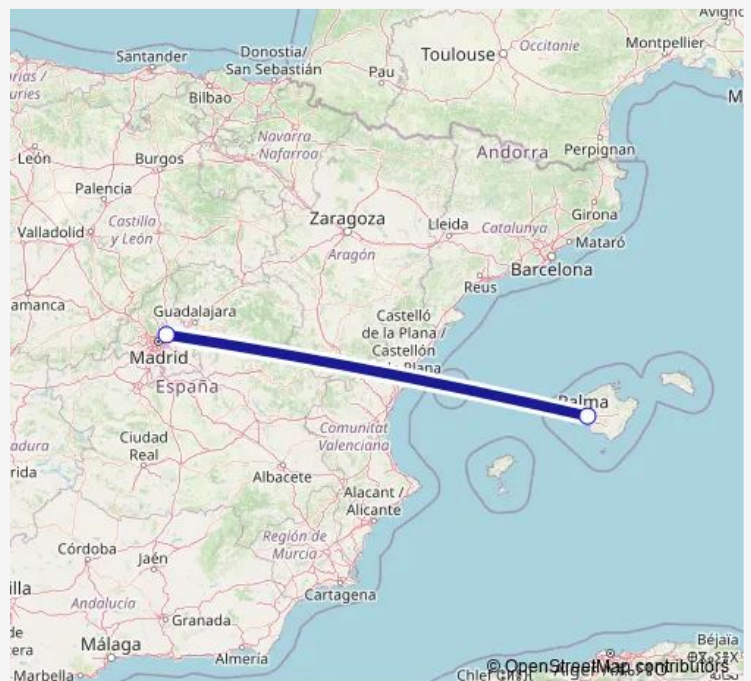 Avigno
Santander
Donostia/
San Sebastián
Toulouse
Occitanie
Montpellier
Pau
Bilbao
M
Navarra
Nafarroa
León
Burgos
Andorra
Perpignan
Palencia
Valladolid
Castilla
y León
Zaragoza
Aragón
Lleida
Catalunya
Girona
Mataró
Barcelona
Reus
amanca
Guadalajara
Castelló
de la Plana /
Castellón
Madrid
España
Palma
Comunitat
Valenciana
Ciudad
Real
adura
rida
Albacete
Alacant /
Alicante
Región de
Murcia
Córdoba
Jaén
illa
Cartagena
Andalucía
Granada
de
era
Málaga
Almería
Marbella
Béjaïa
© OpenStreetMap contributors